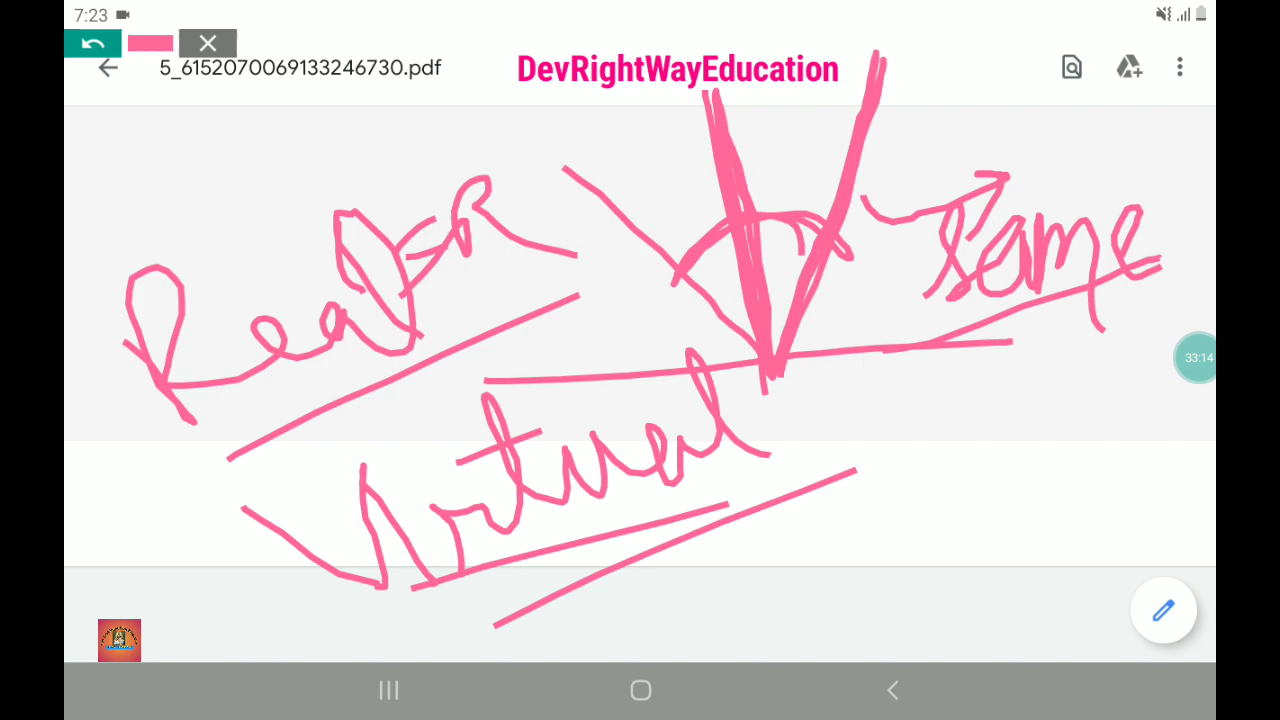 7:23
5_6152070069133246730.pdf
DevRightWayEducation
Real
Same
33:14
Virtual